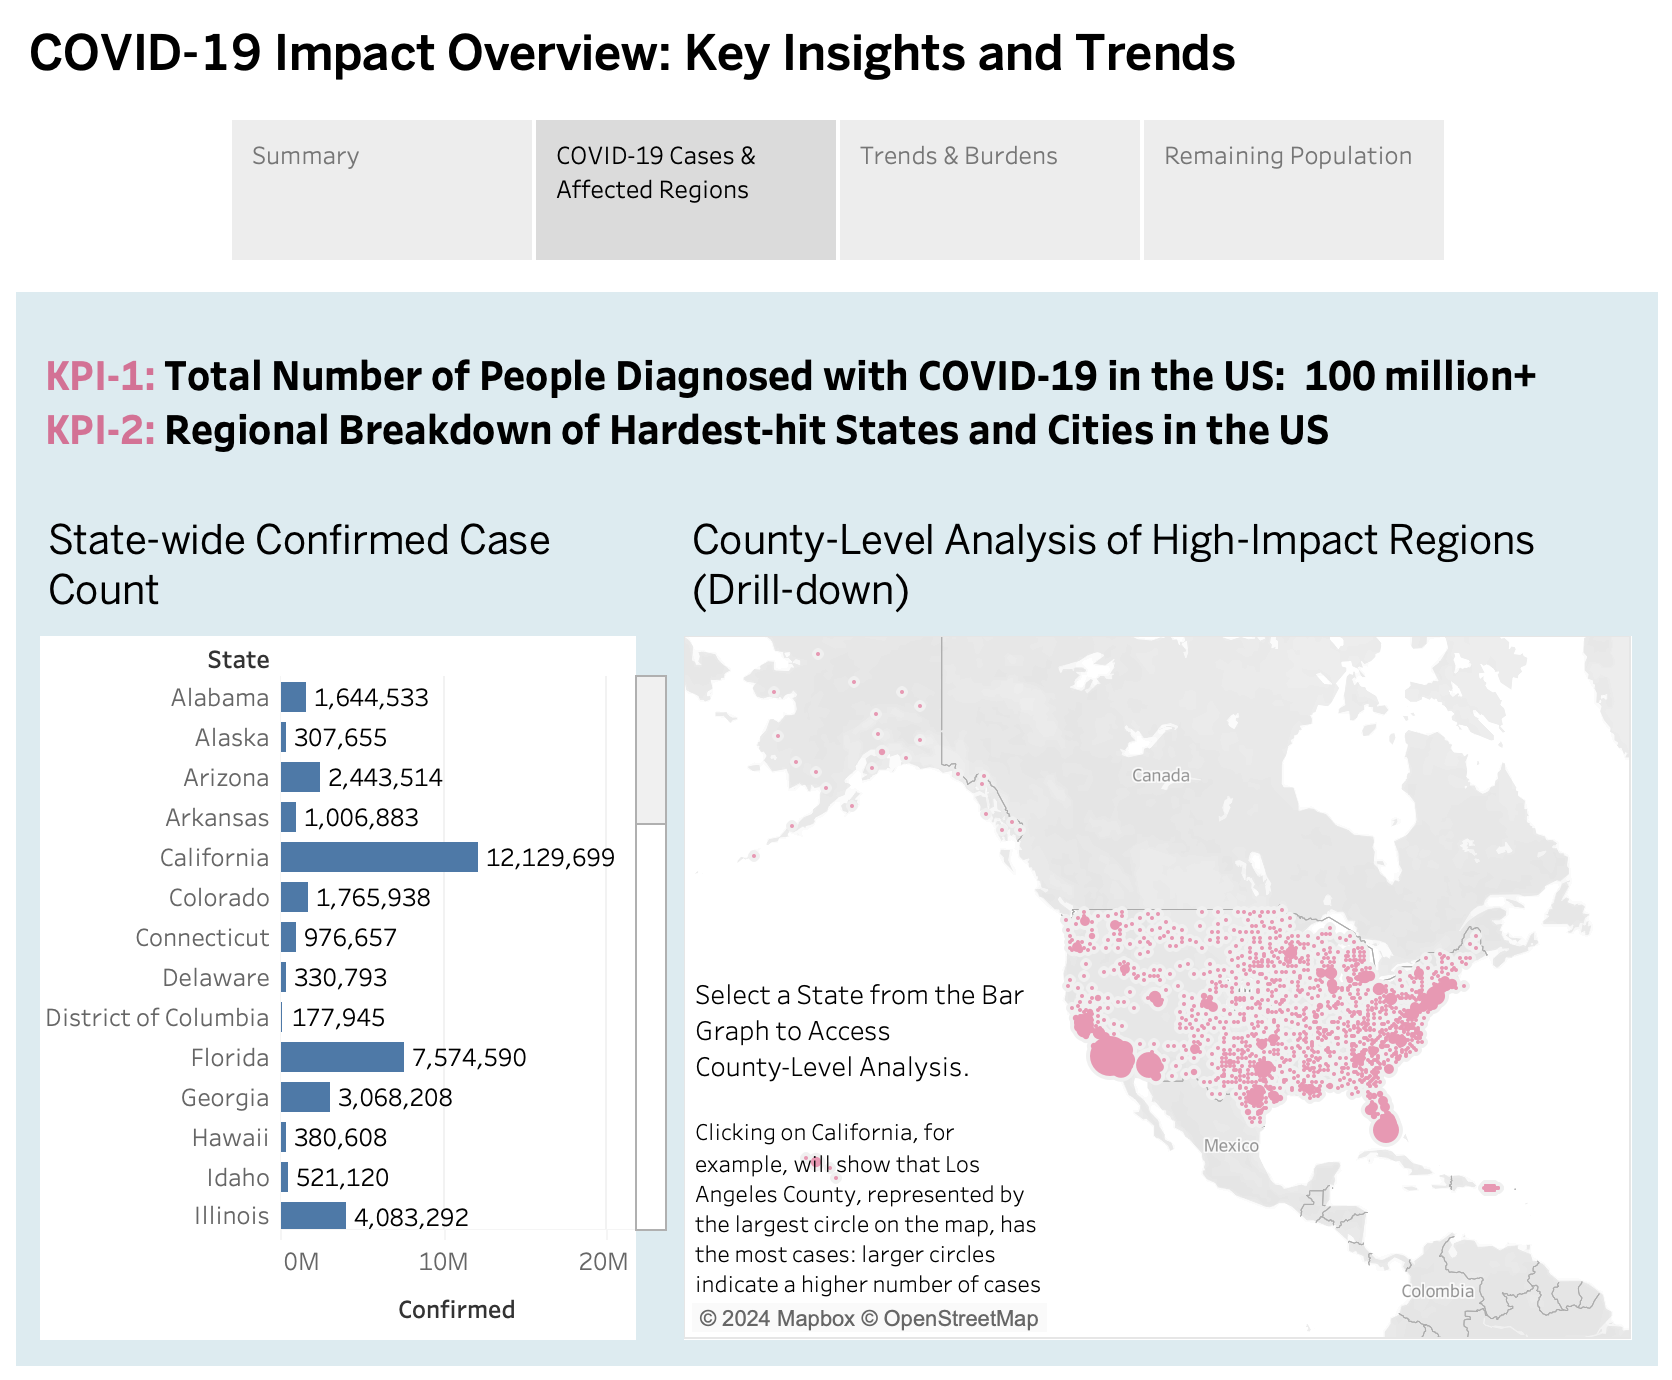 COVID-19 Impact Overview: Key Insights and Trends
Summary
COVID-19 Cases &
Affected Regions
Trends & Burdens
Remaining Population
KPI-1: Total Number of People Diagnosed with COVID-19 in the US:  100 million+
KPI-2: Regional Breakdown of Hardest-hit States and Cities in the US
State-wide Confirmed Case
Count
State
Alabama 1,644,533
Alaska 307,655
Arizona 2,443,514
Arkansas 1,006,883
California 12,129,699
Colorado 1,765,938
Connecticut 976,657
Delaware 330,793
District of Columbia 177,945
Florida 7,574,590
Georgia 3,068,208
Hawaii 380,608
Idaho 521,120
Illinois 4,083,292
0M 10M 20M
Confirmed
County-Level Analysis of High-Impact Regions
(Drill-down)
Canada
Select a State from the Bar
Graph to Access
County-Level Analysis.
Mexico
Clicking on California, for
example, will show that Los
Angeles County, represented by
the largest circle on the map, has
the most cases: larger circles
indicate a higher number of cases
Colombia
© 2024 Mapbox © OpenStreetMap